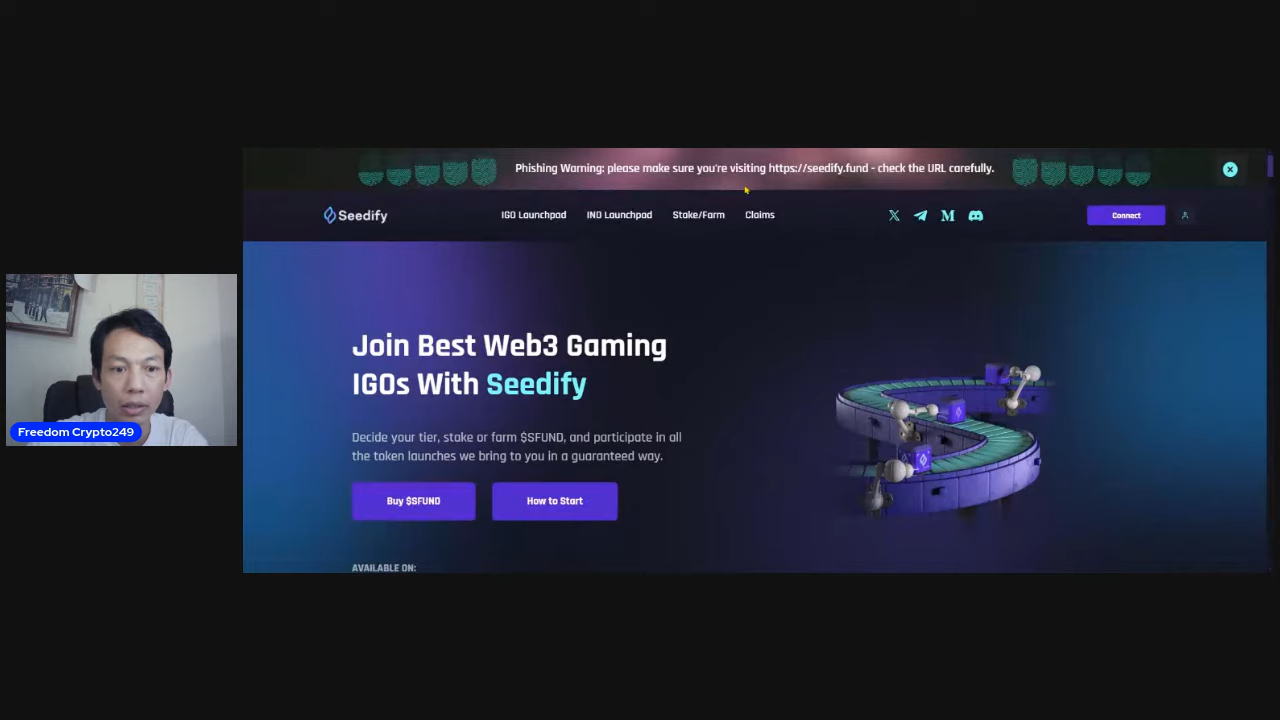 Phishing Warning: please make sure you're visiting https://seedify.fund - check the URL carefully.
Seedify
IGO Launchpad
INO Launchpad
Stake/Farm
Claims
Connect
Join Best Web3 Gaming
IGOs With Seedify
Decide your tier, stake or farm $SFUND, and participate in all
the token launches we bring to you in a guaranteed way.
Buy $SFUND
How to Start
AVAILABLE ON:
Freedom Crypto249